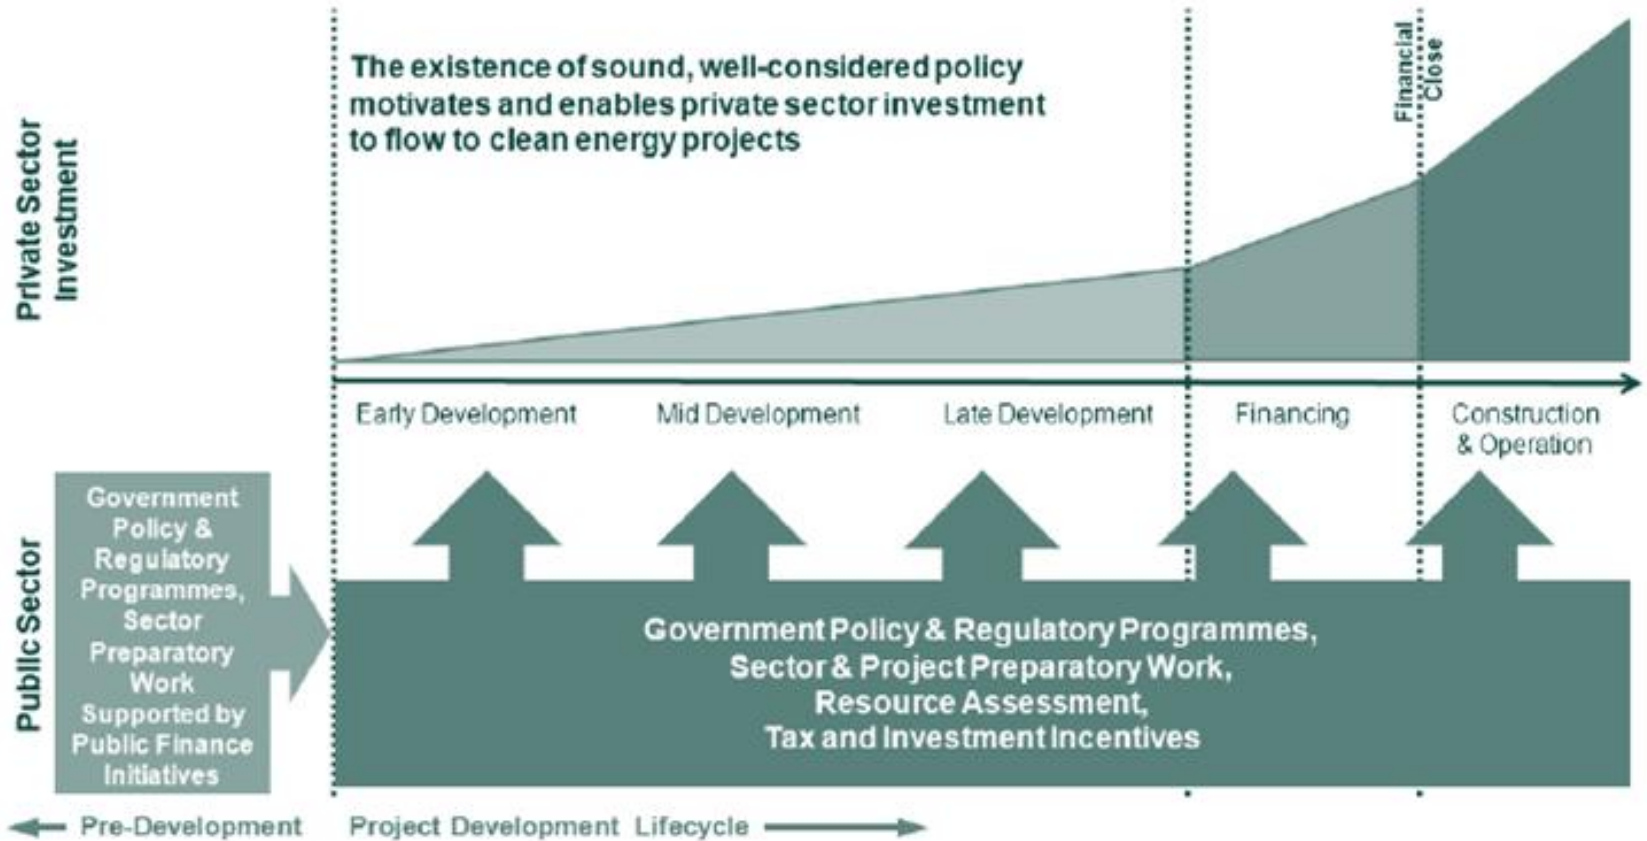 The existence of sound, well-considered policy
motivates and enables private sector investment
to flow to clean energy projects
Financial
Close
Private Sector
Investment
Early Development
Mid Development
Late Development
Financing
Construction
& Operation
Public Sector
Government
Policy &
Regulatory
Programmes,
Sector
Preparatory
Work
Supported by
Public Finance
Initiatives
Government Policy & Regulatory Programmes,
Sector & Project Preparatory Work,
Resource Assessment,
Tax and Investment Incentives
Pre-Development
Project Development Lifecycle